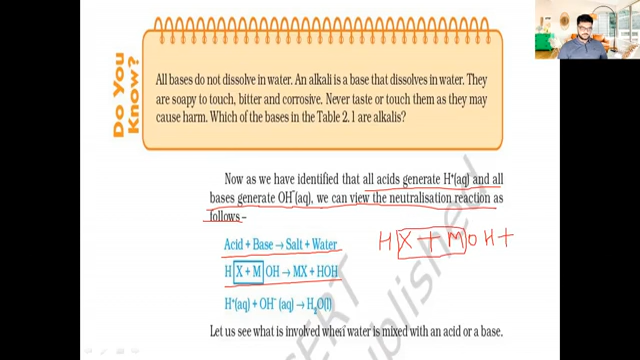 Do You Know?
All bases do not dissolve in water. An alkali is a base that dissolves in water. They
are soapy to touch, bitter and corrosive. Never taste or touch them as they may
cause harm. Which of the bases in the Table 2.1 are alkalis?
Now as we have identified that all acids generate H⁺(aq) and all
bases generate OH⁻(aq), we can view the neutralisation reaction as
follows –
Acid + Base → Salt + Water
H X + M OH → MX + HOH
H⁺(aq) + OH⁻ (aq) → H₂O(l)
H X + M O H +
Let us see what is involved when water is mixed with an acid or a base.